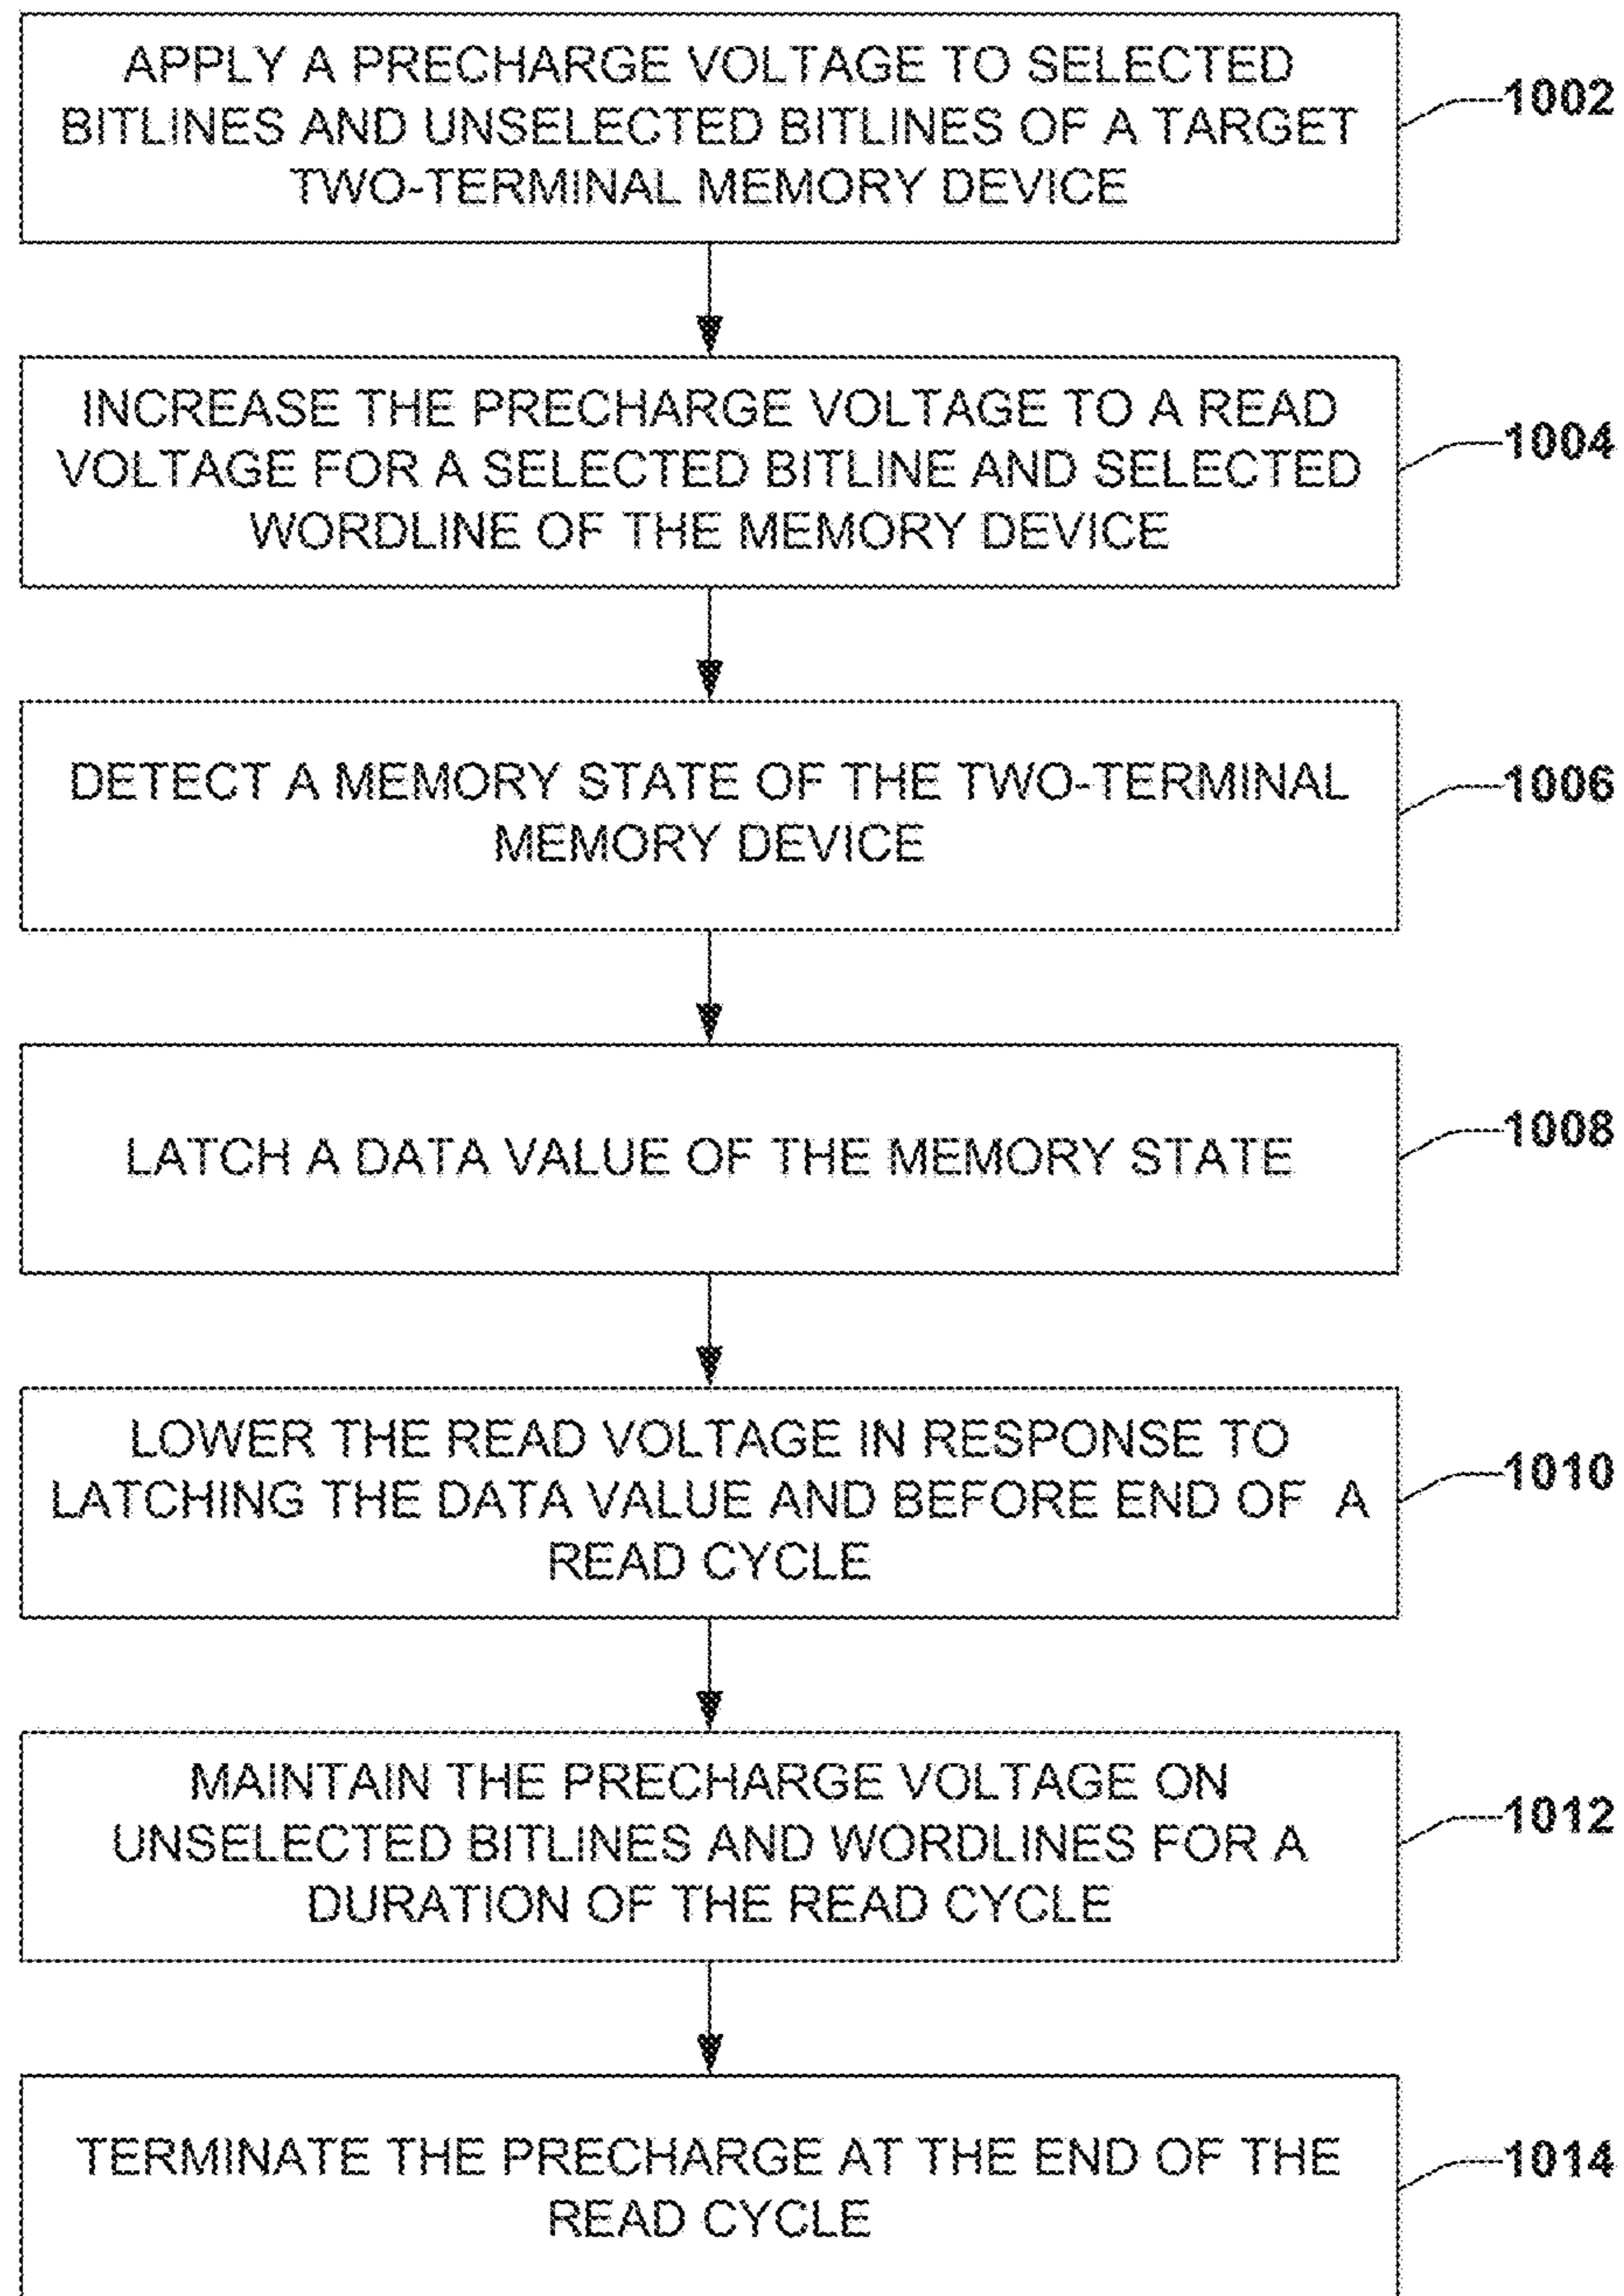 APPLY A PRECHARGE VOLTAGE TO SELECTED
BITLINES AND UNSELECTED BITLINES OF A TARGET
TWO-TERMINAL MEMORY DEVICE
1002
INCREASE THE PRECHARGE VOLTAGE TO A READ
VOLTAGE FOR A SELECTED BITLINE AND SELECTED
WORDLINE OF THE MEMORY DEVICE
1004
DETECT A MEMORY STATE OF THE TWO-TERMINAL
MEMORY DEVICE
1006
LATCH A DATA VALUE OF THE MEMORY STATE
1008
LOWER THE READ VOLTAGE IN RESPONSE TO
LATCHING THE DATA VALUE AND BEFORE END OF A
READ CYCLE
1010
MAINTAIN THE PRECHARGE VOLTAGE ON
UNSELECTED BITLINES AND WORDLINES FOR A
DURATION OF THE READ CYCLE
1012
TERMINATE THE PRECHARGE AT THE END OF THE
READ CYCLE
1014